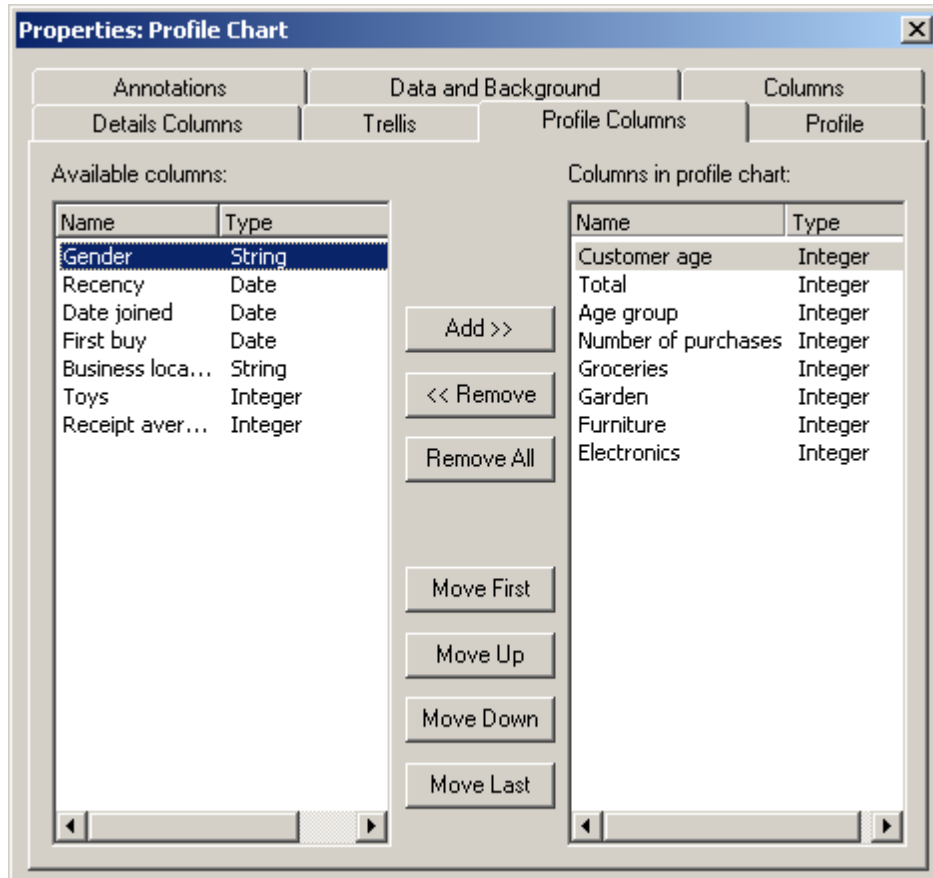 Properties: Profile Chart
Annotations Data and Background Columns
Details Columns Trellis Profile Columns Profile
Available columns: Columns in profile chart:
Name Type
Gender String
Recency Date
Date joined Date
First buy Date
Business loca... String
Toys Integer
Receipt aver... Integer
Add >>
<< Remove
Remove All
Move First
Move Up
Move Down
Move Last
Name Type
Customer age Integer
Total Integer
Age group Integer
Number of purchases Integer
Groceries Integer
Garden Integer
Furniture Integer
Electronics Integer